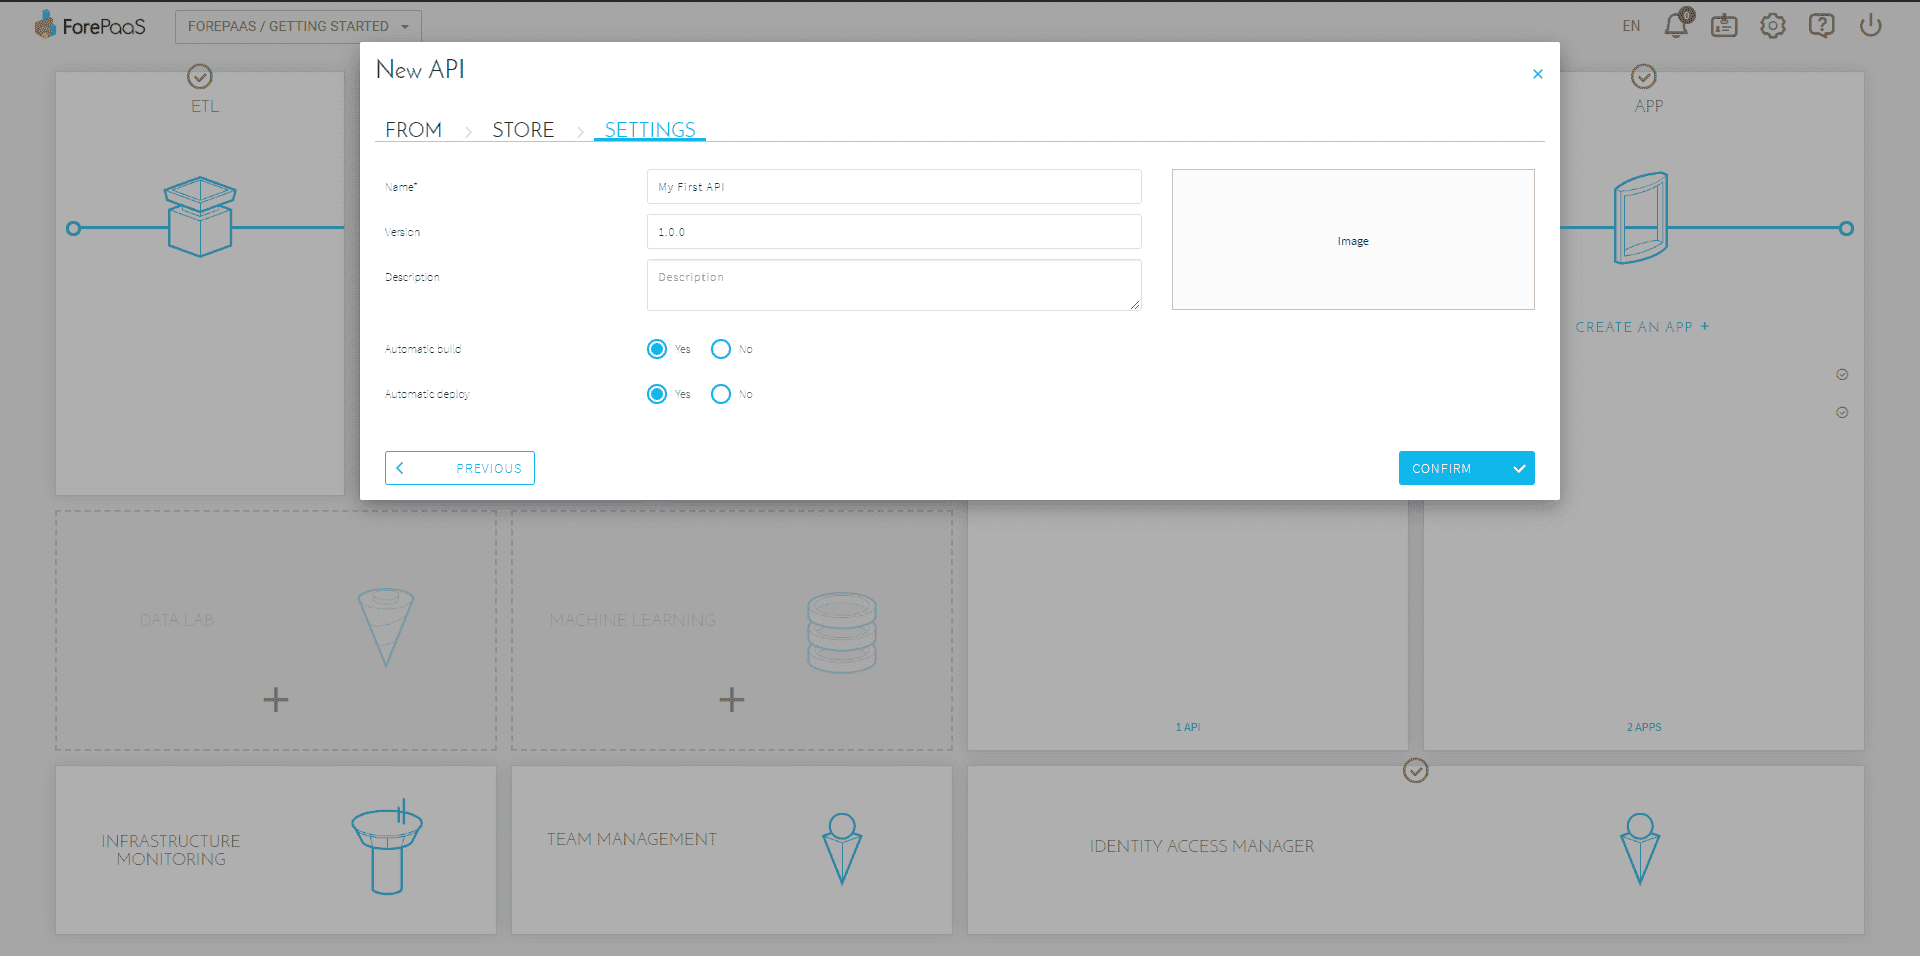 ForePaaS
FOREPAAS / GETTING STARTED
EN
0
New API
FROM
STORE
SETTINGS
Name*
My First API
Version
1.0.0
Description
Description
Image
Automatic build
Yes
No
Automatic deploy
Yes
No
PREVIOUS
CONFIRM
ETL
APP
CREATE AN APP +
DATA LAB
MACHINE LEARNING
1 API
2 APPS
INFRASTRUCTURE
MONITORING
TEAM MANAGEMENT
IDENTITY ACCESS MANAGER